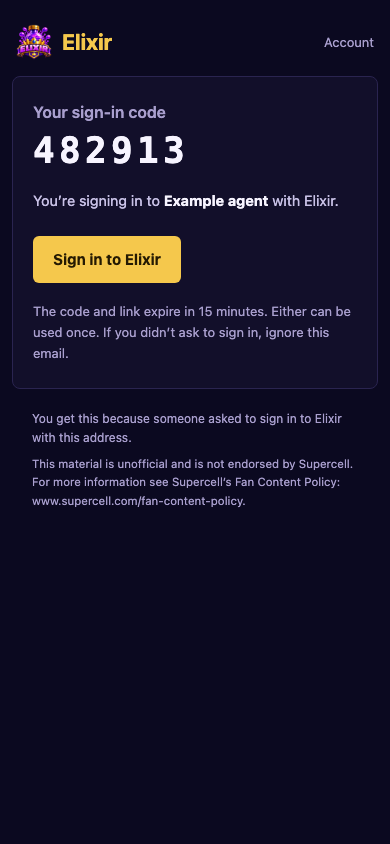 ELIXIR
Elixir
Account
Your sign-in code
482913
You’re signing in to Example agent with Elixir.
Sign in to Elixir
The code and link expire in 15 minutes. Either can be
used once. If you didn’t ask to sign in, ignore this
email.
You get this because someone asked to sign in to Elixir
with this address.
This material is unofficial and is not endorsed by Supercell.
For more information see Supercell’s Fan Content Policy:
www.supercell.com/fan-content-policy.